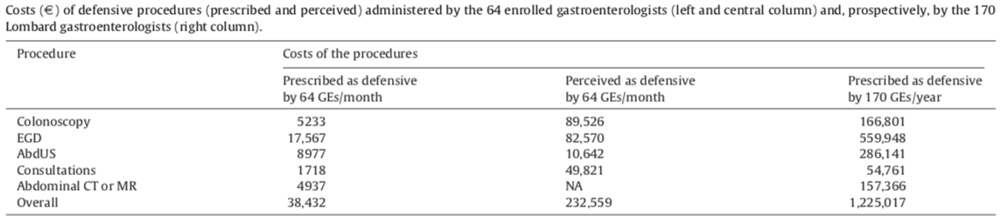 Costs (€) of defensive procedures (prescribed and perceived) administered by the 64 enrolled gastroenterologists (left and central column) and, prospectively, by the 170
Lombard gastroenterologists (right column).
Procedure Costs of the procedures
Prescribed as defensive Perceived as defensive Prescribed as defensive
by 64 GEs/month by 64 GEs/month by 170 GEs/year
Colonoscopy 5233 89,526 166,801
EGD 17,567 82,570 559,948
AbdUS 8977 10,642 286,141
Consultations 1718 49,821 54,761
Abdominal CT or MR 4937 NA 157,366
Overall 38,432 232,559 1,225,017